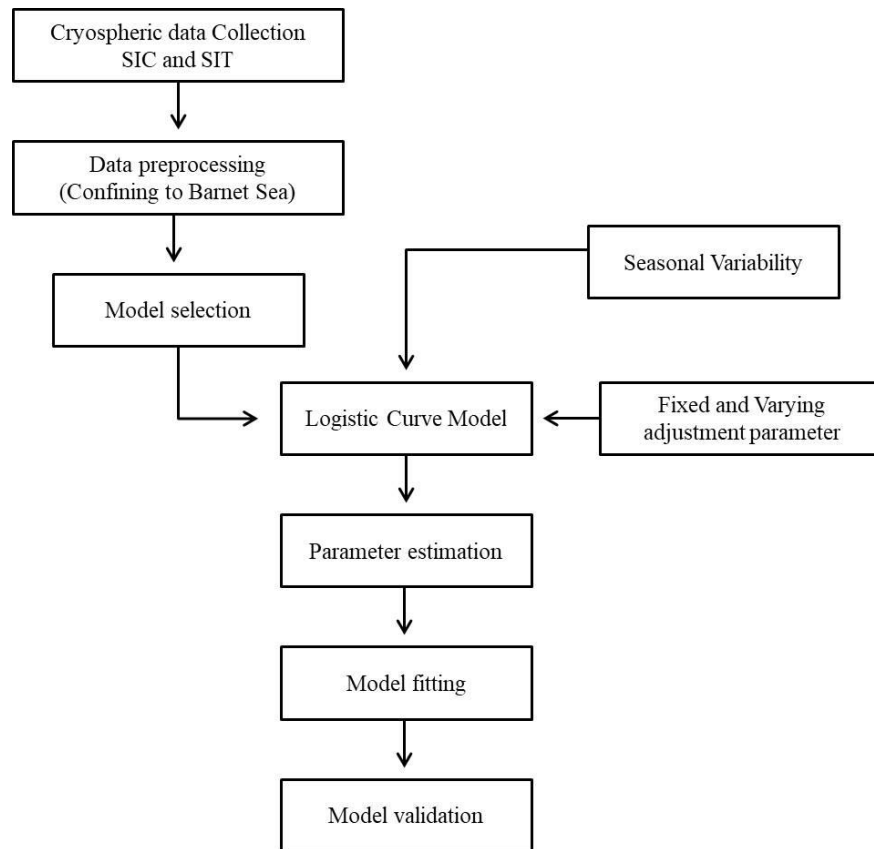 Cryospheric data Collection
SIC and SIT
Data preprocessing
(Confining to Barnet Sea)
Seasonal Variability
Model selection
Logistic Curve Model
Fixed and Varying
adjustment parameter
Parameter estimation
Model fitting
Model validation